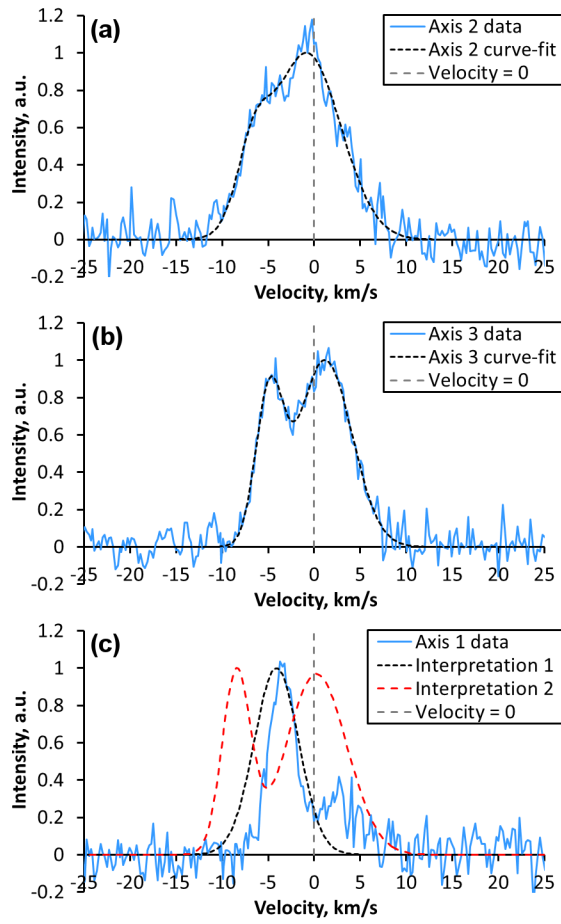 (a)
Axis 2 data
Axis 2 curve-fit
Velocity = 0
Intensity, a.u.
1.2
1
0.8
0.6
0.4
0.2
0
-0.2
-25 -20 -15 -10 -5 0 5 10 15 20 25
Velocity, km/s
(b)
Axis 3 data
Axis 3 curve-fit
Velocity = 0
Intensity, a.u.
1.2
1
0.8
0.6
0.4
0.2
0
-0.2
-25 -20 -15 -10 -5 0 5 10 15 20 25
Velocity, km/s
(c)
Axis 1 data
Interpretation 1
Interpretation 2
Velocity = 0
Intensity, a.u.
1.2
1
0.8
0.6
0.4
0.2
0
-0.2
-25 -20 -15 -10 -5 0 5 10 15 20 25
Velocity, km/s